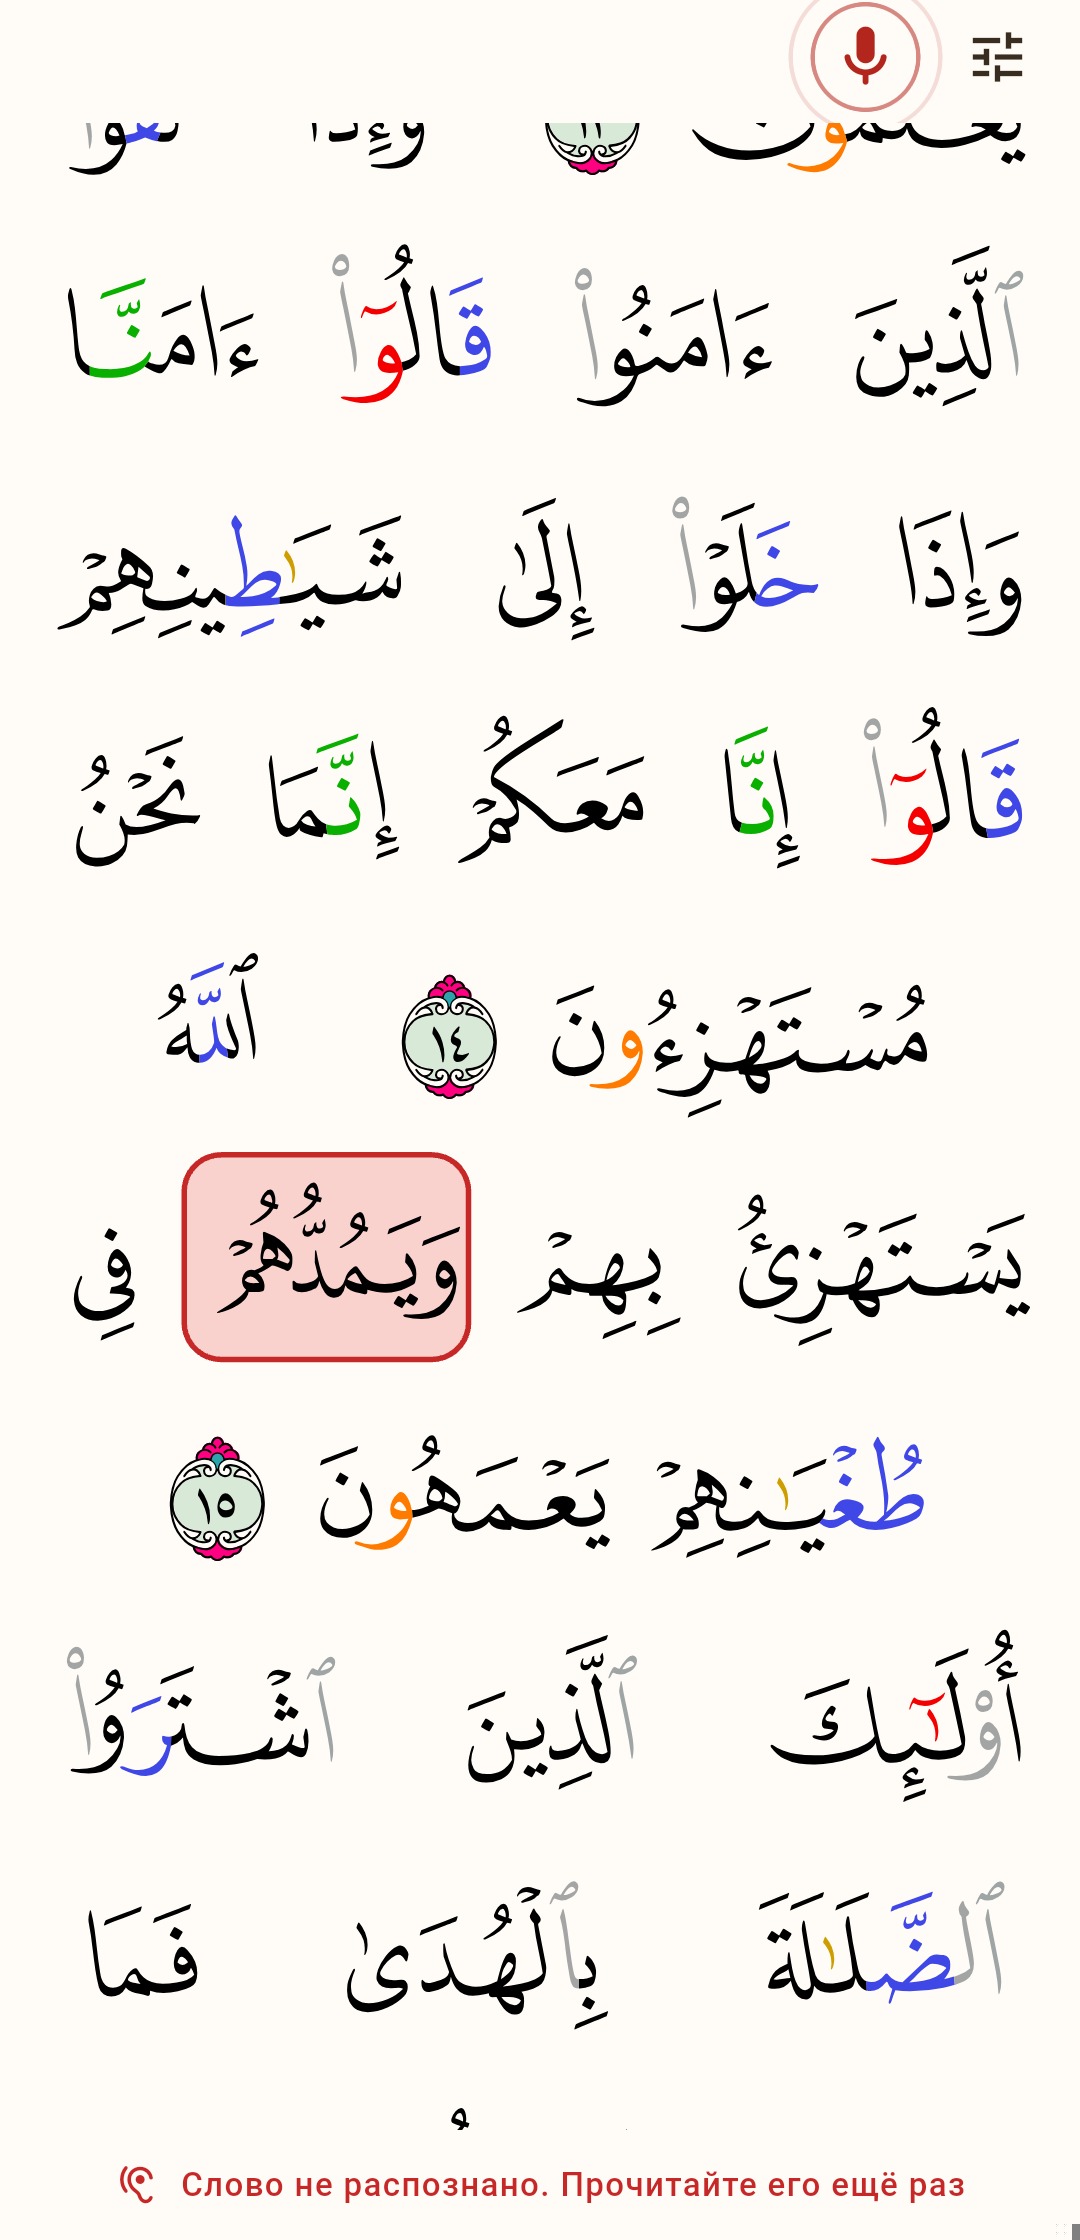 ٱلَّذِينَ ءَامَنُوا۟ قَالُوٓا۟ ءَامَنَّا
وَإِذَا خَلَوْا۟ إِلَىٰ شَيَـٰطِينِهِمْ
قَالُوٓا۟ إِنَّا مَعَكُمْ إِنَّمَا نَحْنُ
مُسْتَهْزِءُونَ ١٤ ٱللَّهُ
يَسْتَهْزِئُ بِهِمْ وَيَمُدُّهُمْ فِى
طُغْيَـٰنِهِمْ يَعْمَهُونَ ١٥
أُو۟لَـٰٓئِكَ ٱلَّذِينَ ٱشْتَرَوُا۟
ٱلضَّلَـٰلَةَ بِٱلْهُدَىٰ فَمَا
Слово не распознано. Прочитайте его ещё раз